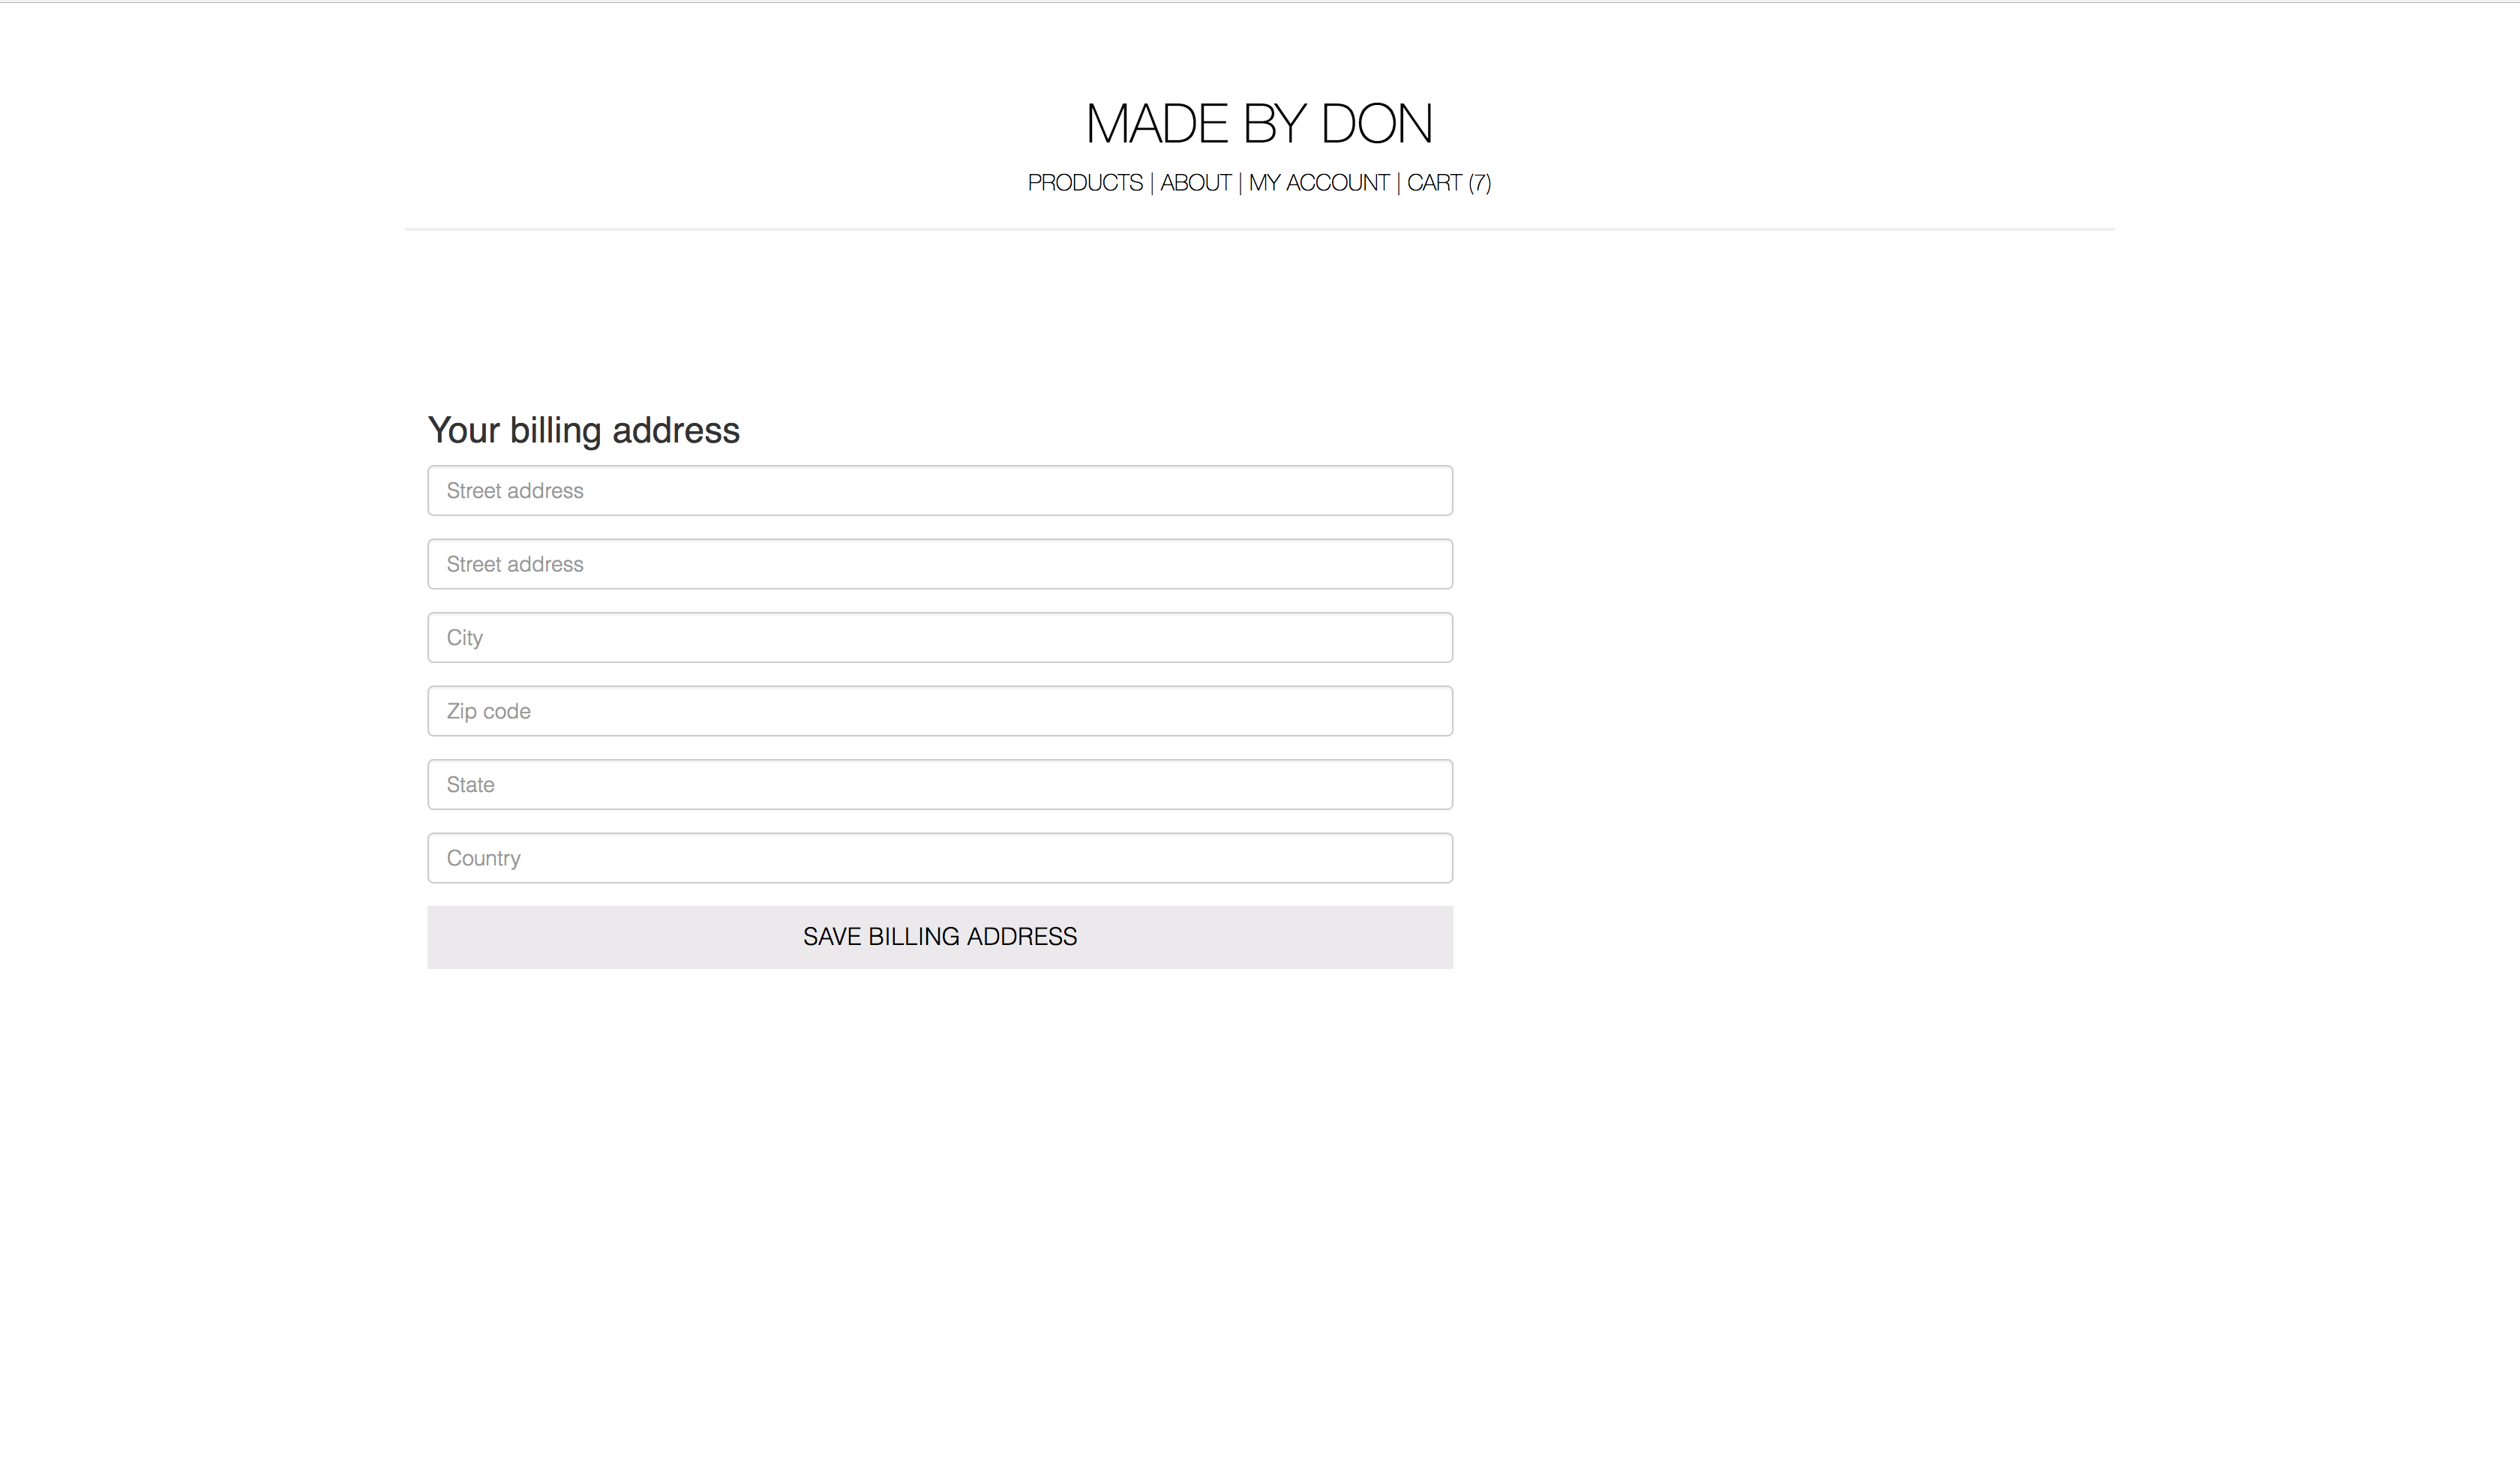 MADE BY DON
PRODUCTS | ABOUT | MY ACCOUNT | CART (7)
Your billing address
Street address
Street address
City
Zip code
State
Country
SAVE BILLING ADDRESS